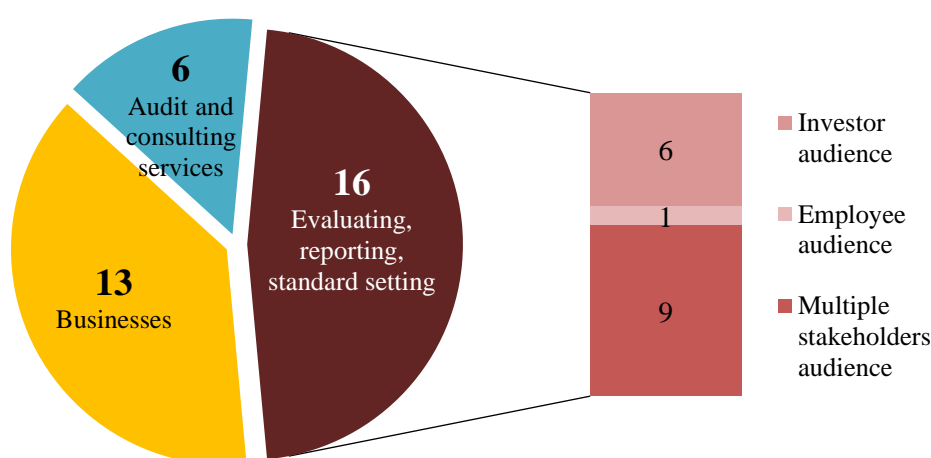 6
Audit and
consulting
services
16
Evaluating,
reporting,
standard setting
13
Businesses
6
1
9
Investor
audience
Employee
audience
Multiple
stakeholders
audience